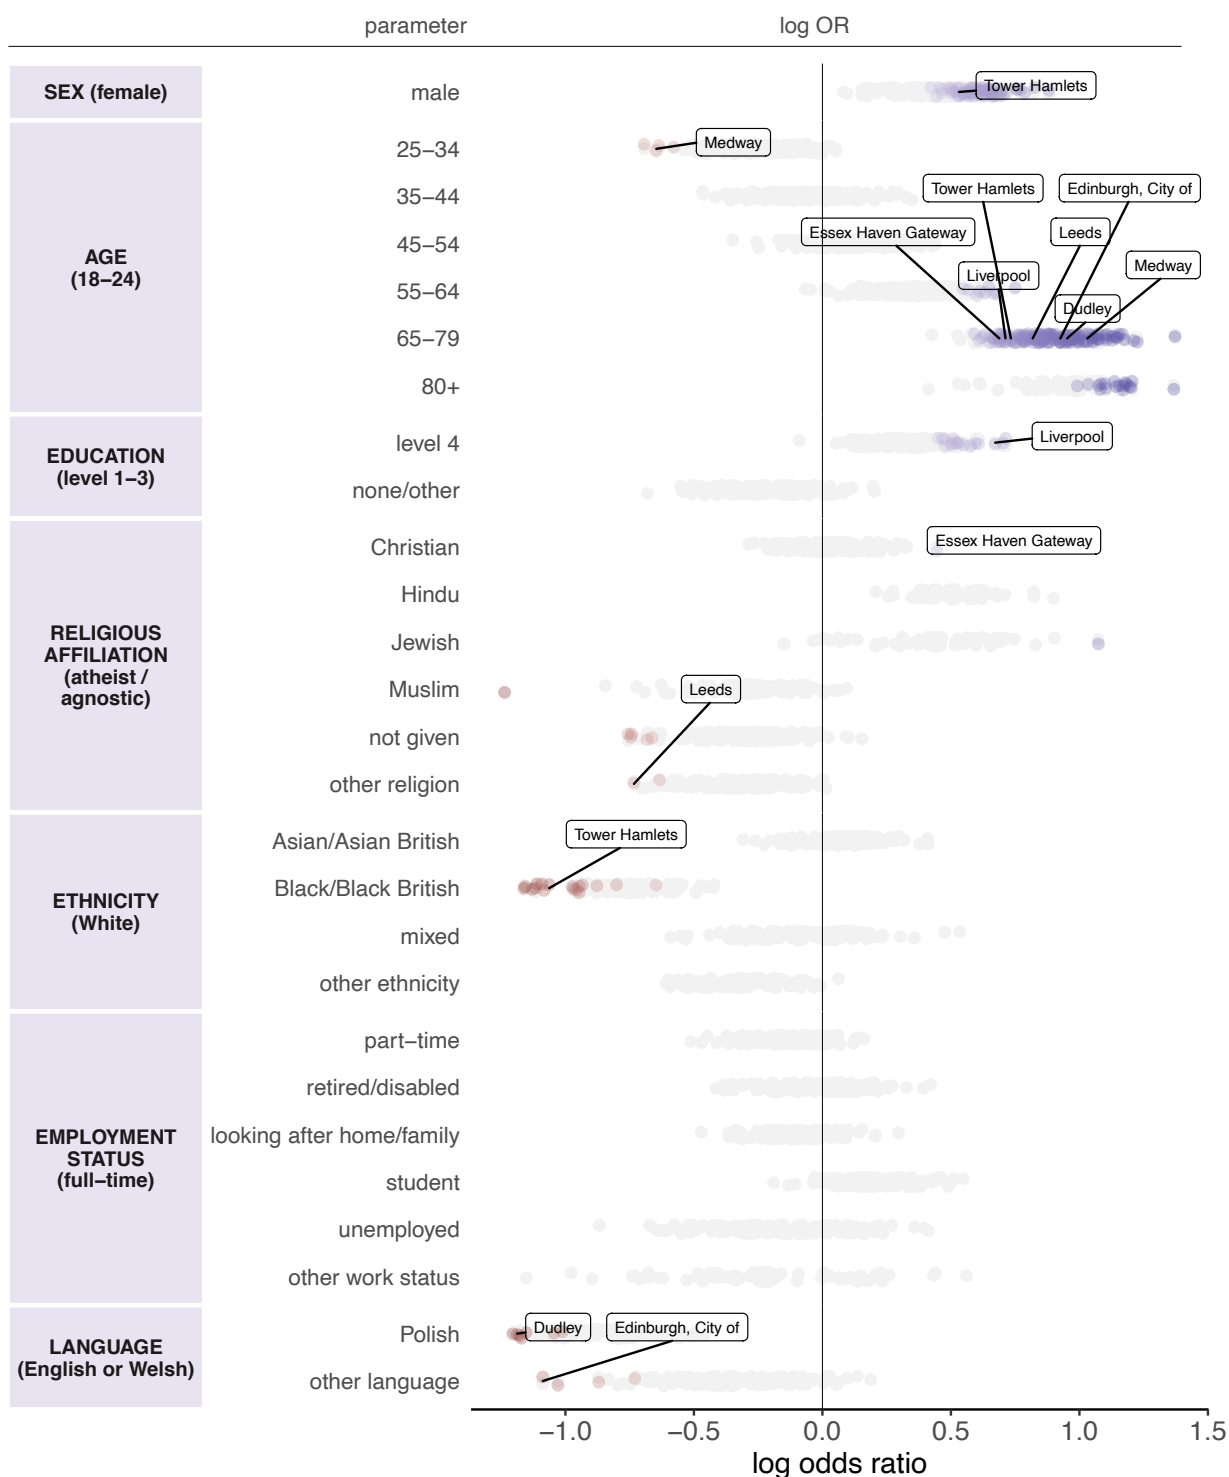 parameter log OR
SEX (female)
male
Tower Hamlets
AGE
(18–24)
25–34
Medway
35–44
Tower Hamlets
Edinburgh, City of
45–54
Essex Haven Gateway
Leeds
Medway
55–64
Liverpool
Dudley
65–79
80+
EDUCATION
(level 1–3)
level 4
Liverpool
none/other
RELIGIOUS
AFFILIATION
(atheist /
agnostic)
Christian
Essex Haven Gateway
Hindu
Jewish
Muslim
Leeds
not given
other religion
ETHNICITY
(White)
Asian/Asian British
Tower Hamlets
Black/Black British
mixed
other ethnicity
EMPLOYMENT
STATUS
(full–time)
part–time
retired/disabled
looking after home/family
student
unemployed
other work status
LANGUAGE
(English or Welsh)
Polish
Dudley
Edinburgh, City of
other language
−1.0 −0.5 0.0 0.5 1.0 1.5
log odds ratio